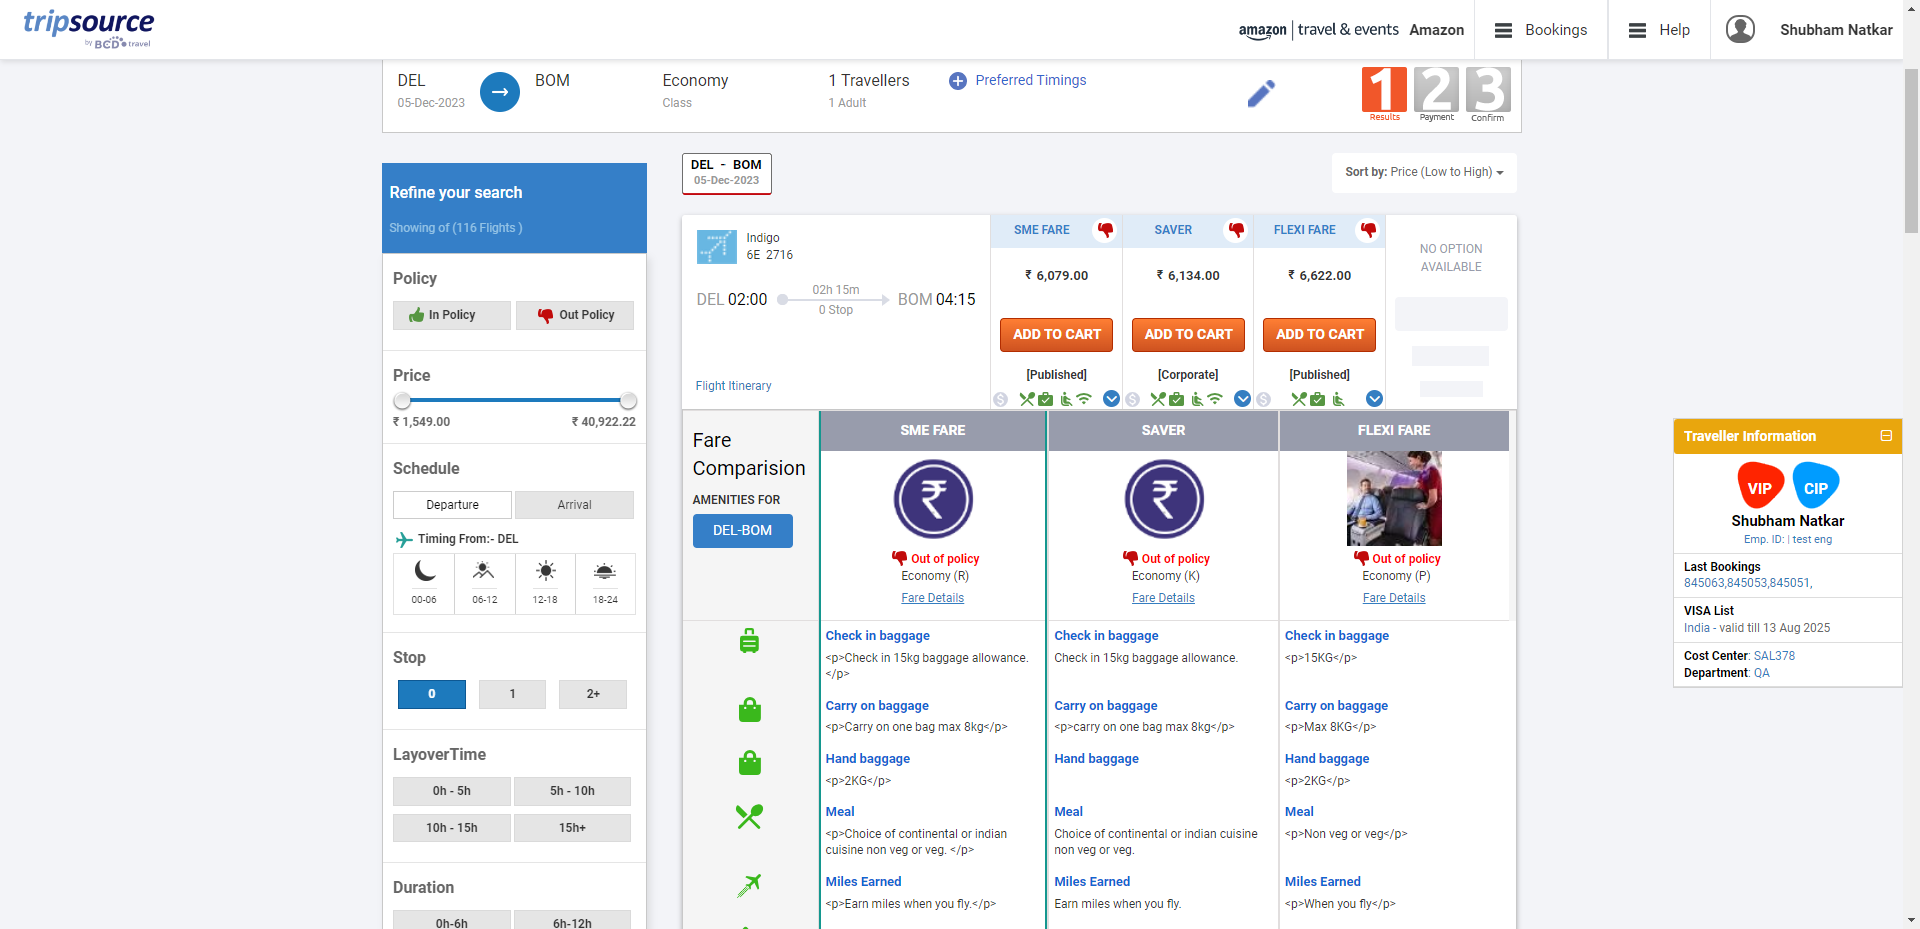 tripsource
by BCD travel
amazon | travel & events Amazon
Bookings
Help
Shubham Natkar
DEL
05-Dec-2023
BOM
Economy
Class
1 Travellers
1 Adult
Preferred Timings
1 2 3
Results Payment Confirm
Refine your search
Showing of (116 Flights )
Policy
In Policy
Out Policy
Price
₹ 1,549.00
₹ 40,922.22
Schedule
Departure
Arrival
Timing From:- DEL
00-06
06-12
12-18
18-24
Stop
0
1
2+
LayoverTime
0h - 5h
5h - 10h
10h - 15h
15h+
Duration
0h-6h
6h-12h
DEL - BOM
05-Dec-2023
Sort by: Price (Low to High)
Indigo
6E 2716
DEL 02:00
02h 15m
0 Stop
BOM 04:15
Flight Itinerary
SME FARE
₹ 6,079.00
ADD TO CART
[Published]
SAVER
₹ 6,134.00
ADD TO CART
[Corporate]
FLEXI FARE
₹ 6,622.00
ADD TO CART
[Published]
NO OPTION
AVAILABLE
Fare
Comparision
AMENITIES FOR
DEL-BOM
SME FARE
₹
Out of policy
Economy (R)
Fare Details
Check in baggage
<p>Check in 15kg baggage allowance.
</p>
Carry on baggage
<p>Carry on one bag max 8kg</p>
Hand baggage
<p>2KG</p>
Meal
<p>Choice of continental or indian
cuisine non veg or veg. </p>
Miles Earned
<p>Earn miles when you fly.</p>
SAVER
₹
Out of policy
Economy (K)
Fare Details
Check in baggage
Check in 15kg baggage allowance.
Carry on baggage
<p>carry on one bag max 8kg</p>
Hand baggage
Meal
Choice of continental or indian cuisine
non veg or veg.
Miles Earned
Earn miles when you fly.
FLEXI FARE
Out of policy
Economy (P)
Fare Details
Check in baggage
<p>15KG</p>
Carry on baggage
<p>Max 8KG</p>
Hand baggage
<p>2KG</p>
Meal
<p>Non veg or veg</p>
Miles Earned
<p>When you fly</p>
Traveller Information
VIP
CIP
Shubham Natkar
Emp. ID: | test eng
Last Bookings
845063,845053,845051,
VISA List
India - valid till 13 Aug 2025
Cost Center: SAL378
Department: QA